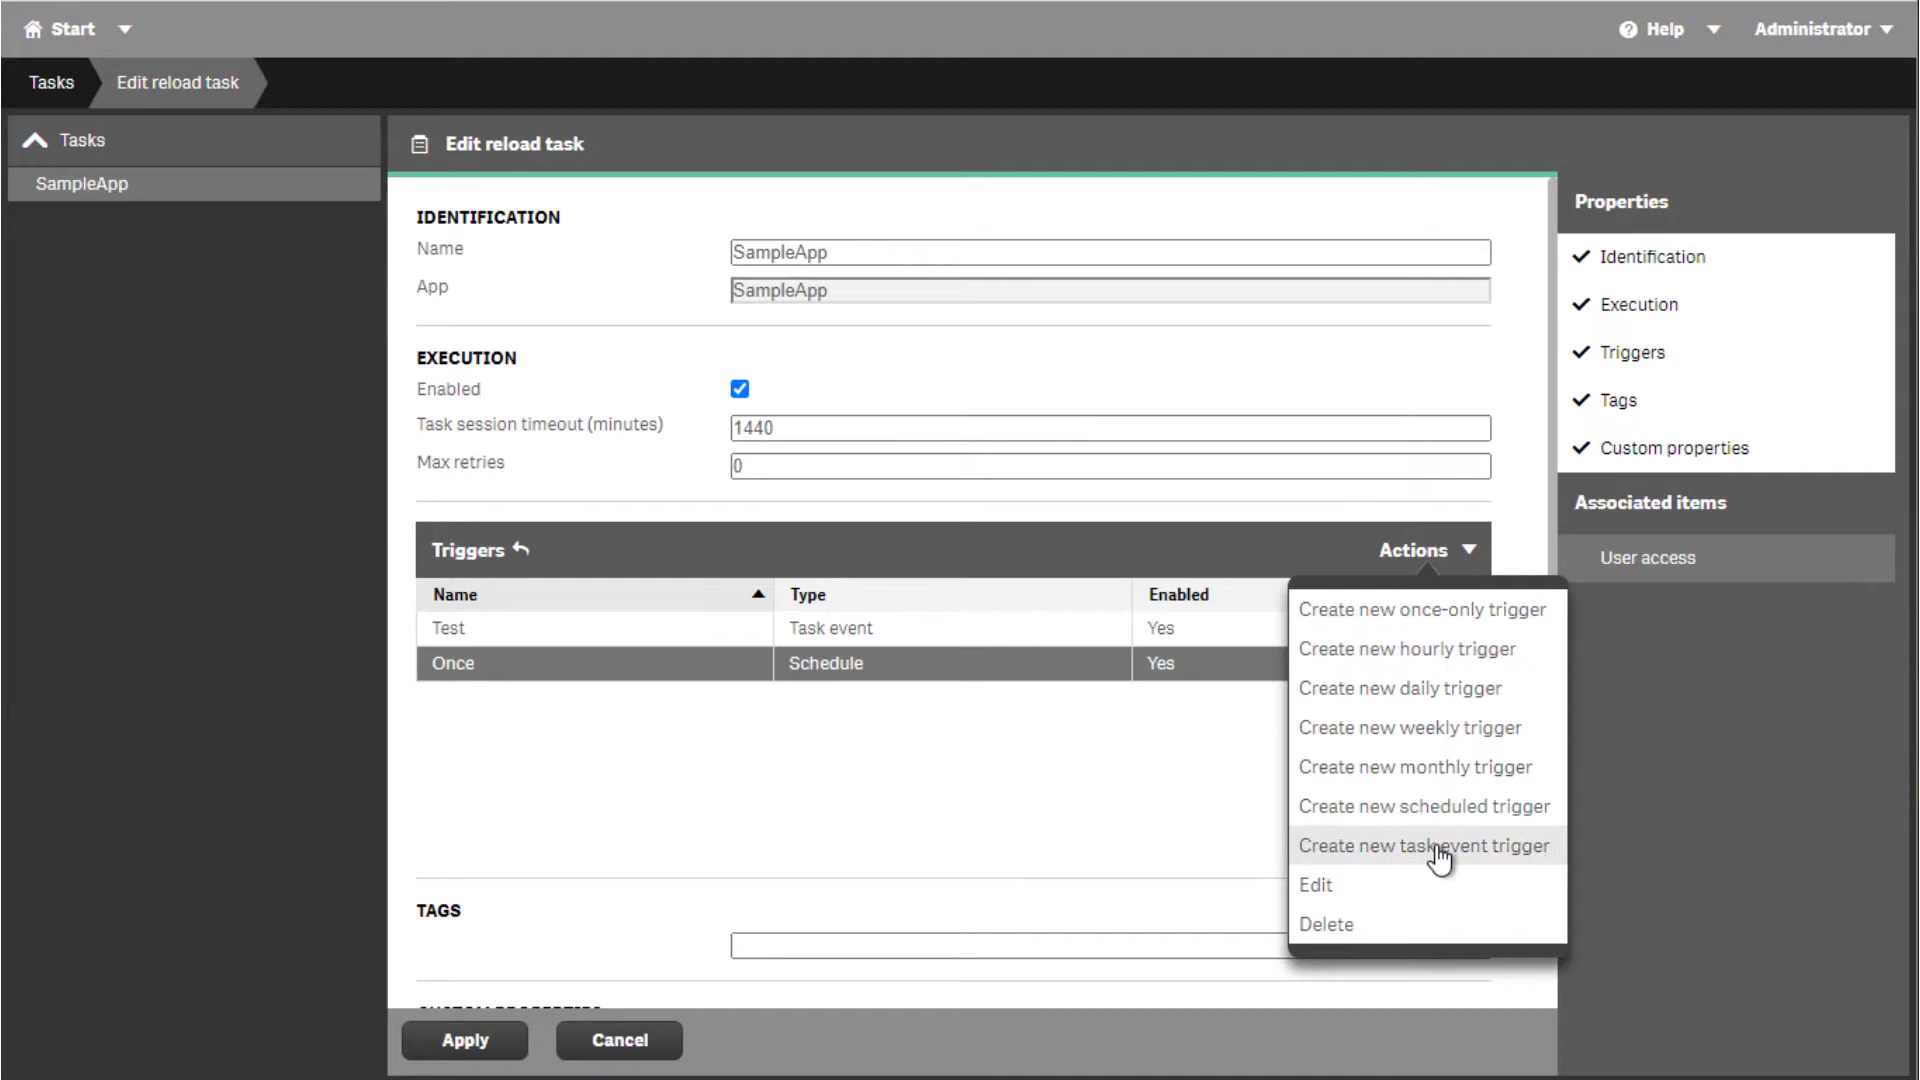 Start
Help
Administrator
Tasks
Edit reload task
Tasks
SampleApp
Edit reload task
IDENTIFICATION
Name
SampleApp
App
SampleApp
EXECUTION
Enabled
Task session timeout (minutes)
1440
Max retries
0
Triggers
Actions
Name
Type
Enabled
Test
Task event
Yes
Once
Schedule
Yes
Create new once-only trigger
Create new hourly trigger
Create new daily trigger
Create new weekly trigger
Create new monthly trigger
Create new scheduled trigger
Create new task event trigger
Edit
Delete
TAGS
CUSTOM PROPERTIES
Apply
Cancel
Properties
Identification
Execution
Triggers
Tags
Custom properties
Associated items
User access